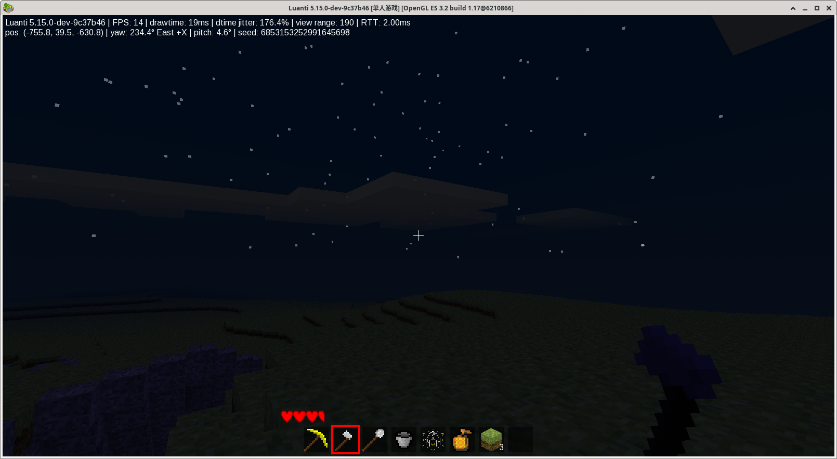 Luanti 5.15.0-dev-9c37b46 [单人游戏] [OpenGL ES 3.2 build 1.17@6210866]
Luanti 5.15.0-dev-9c37b46 | FPS: 14 | drawtime: 19ms | dtime jitter: 176.4% | view range: 190 | RTT: 2.00ms
pos: (-755.8, 39.5, -630.8) | yaw: 234.4° East +X | pitch: 4.6° | seed: 6853153252991645698
3